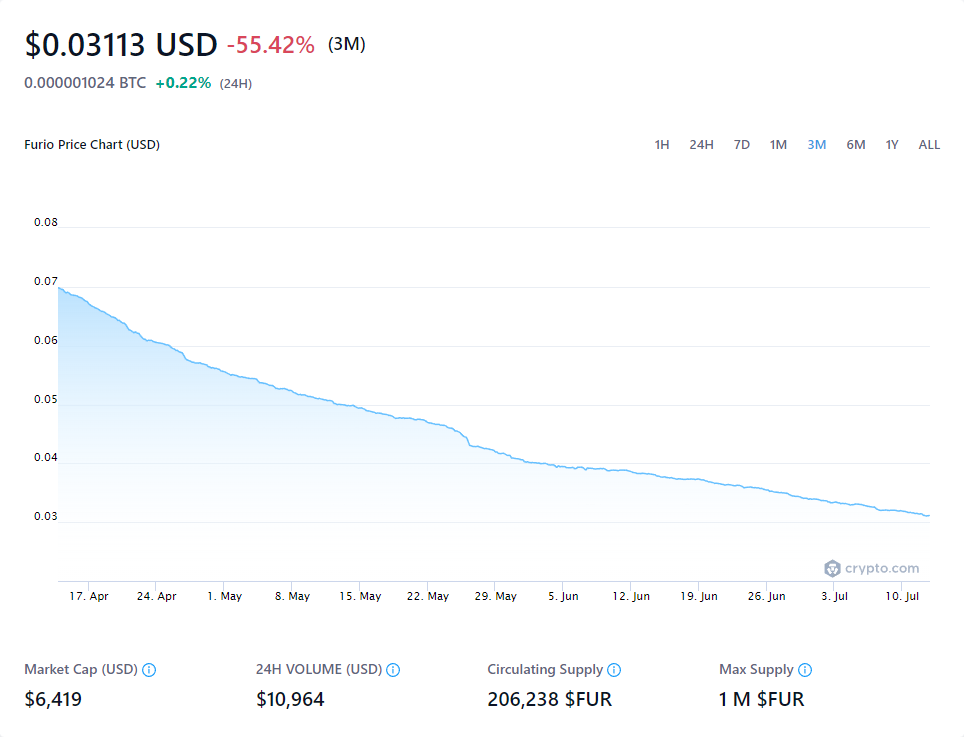 $0.03113 USD -55.42% (3M)
0.000001024 BTC +0.22% (24H)
Furio Price Chart (USD) 1H 24H 7D 1M 3M 6M 1Y ALL
0.08
0.07
0.06
0.05
0.04
0.03
crypto.com
17. Apr 24. Apr 1. May 8. May 15. May 22. May 29. May 5. Jun 12. Jun 19. Jun 26. Jun 3. Jul 10. Jul
Market Cap (USD) 24H VOLUME (USD) Circulating Supply Max Supply
$6,419 $10,964 206,238 $FUR 1 M $FUR